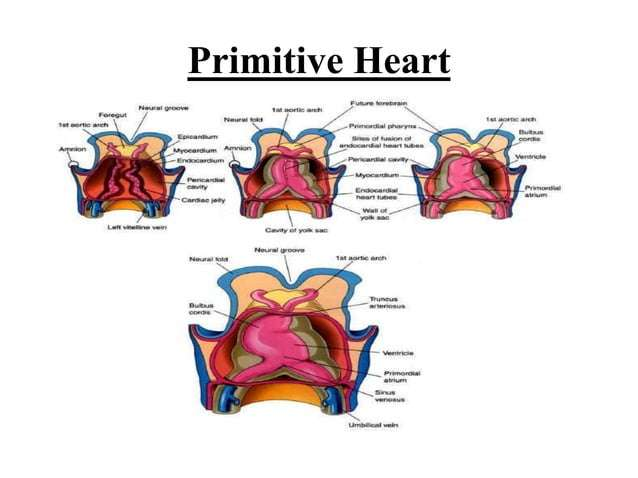 Primitive Heart
Neural groove
Foregut
1st aortic arch
Amnion
Epicardium
Myocardium
Endocardium
Pericardial
cavity
Cardiac jelly
Left vitelline vein
1st aortic arch
Neural fold
Amnion
Cavity of yolk sac
Future forebrain
Primordial pharynx
Sites of fusion of
endocardial heart tubes
Pericardial cavity
Myocardium
Endocardial
heart tubes
Wall of
yolk sac
1st aortic arch
Bulbus
cordis
Ventricle
Primordial
atrium
Neural groove
Neural fold
1st aortic arch
Bulbus
cordis
Truncus
arteriosus
Ventricle
Primordial
atrium
Sinus
venosus
Umbilical vein